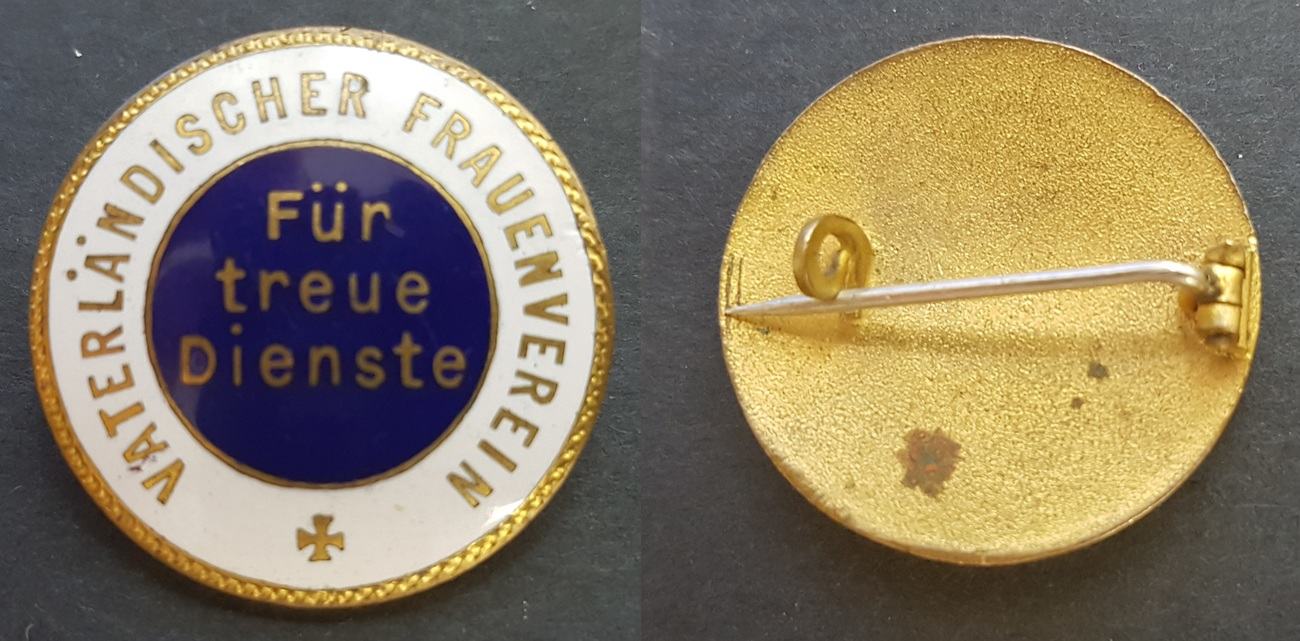 VATERLÄNDISCHER FRAUENVEREIN
Für
treue
Dienste